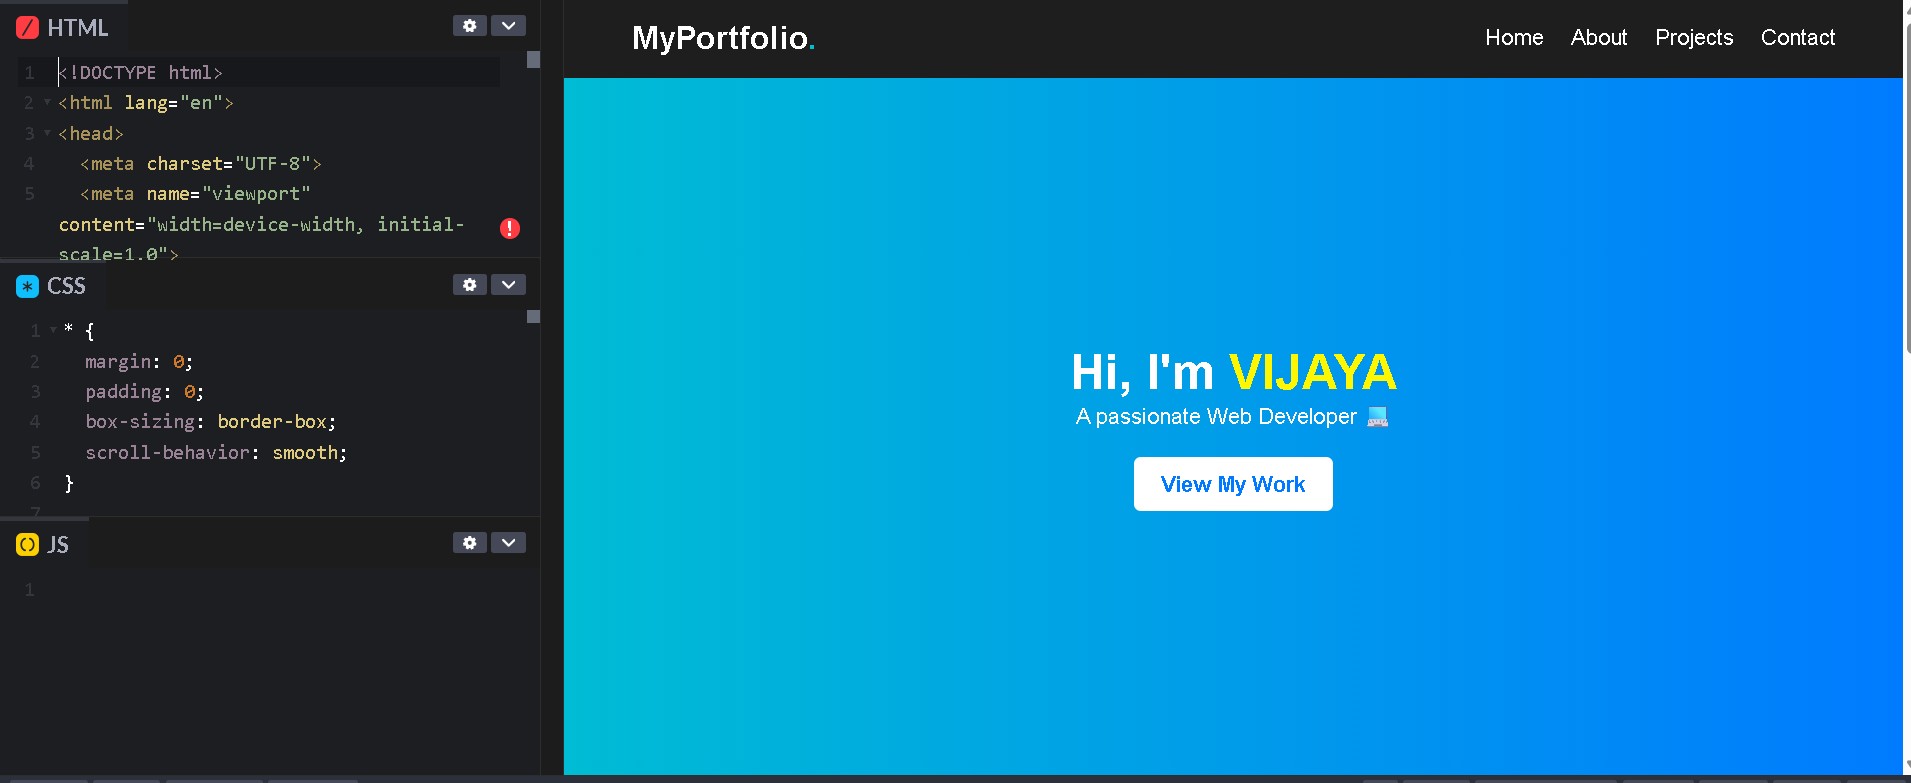 HTML
1 <!DOCTYPE html>
2 <html lang="en">
3 <head>
4 <meta charset="UTF-8">
5 <meta name="viewport"
content="width=device-width, initial-
scale=1.0">
CSS
1 * {
2 margin: 0;
3 padding: 0;
4 box-sizing: border-box;
5 scroll-behavior: smooth;
6 }
7
JS
1
MyPortfolio.
Home About Projects Contact
Hi, I'm VIJAYA
A passionate Web Developer 💻
View My Work